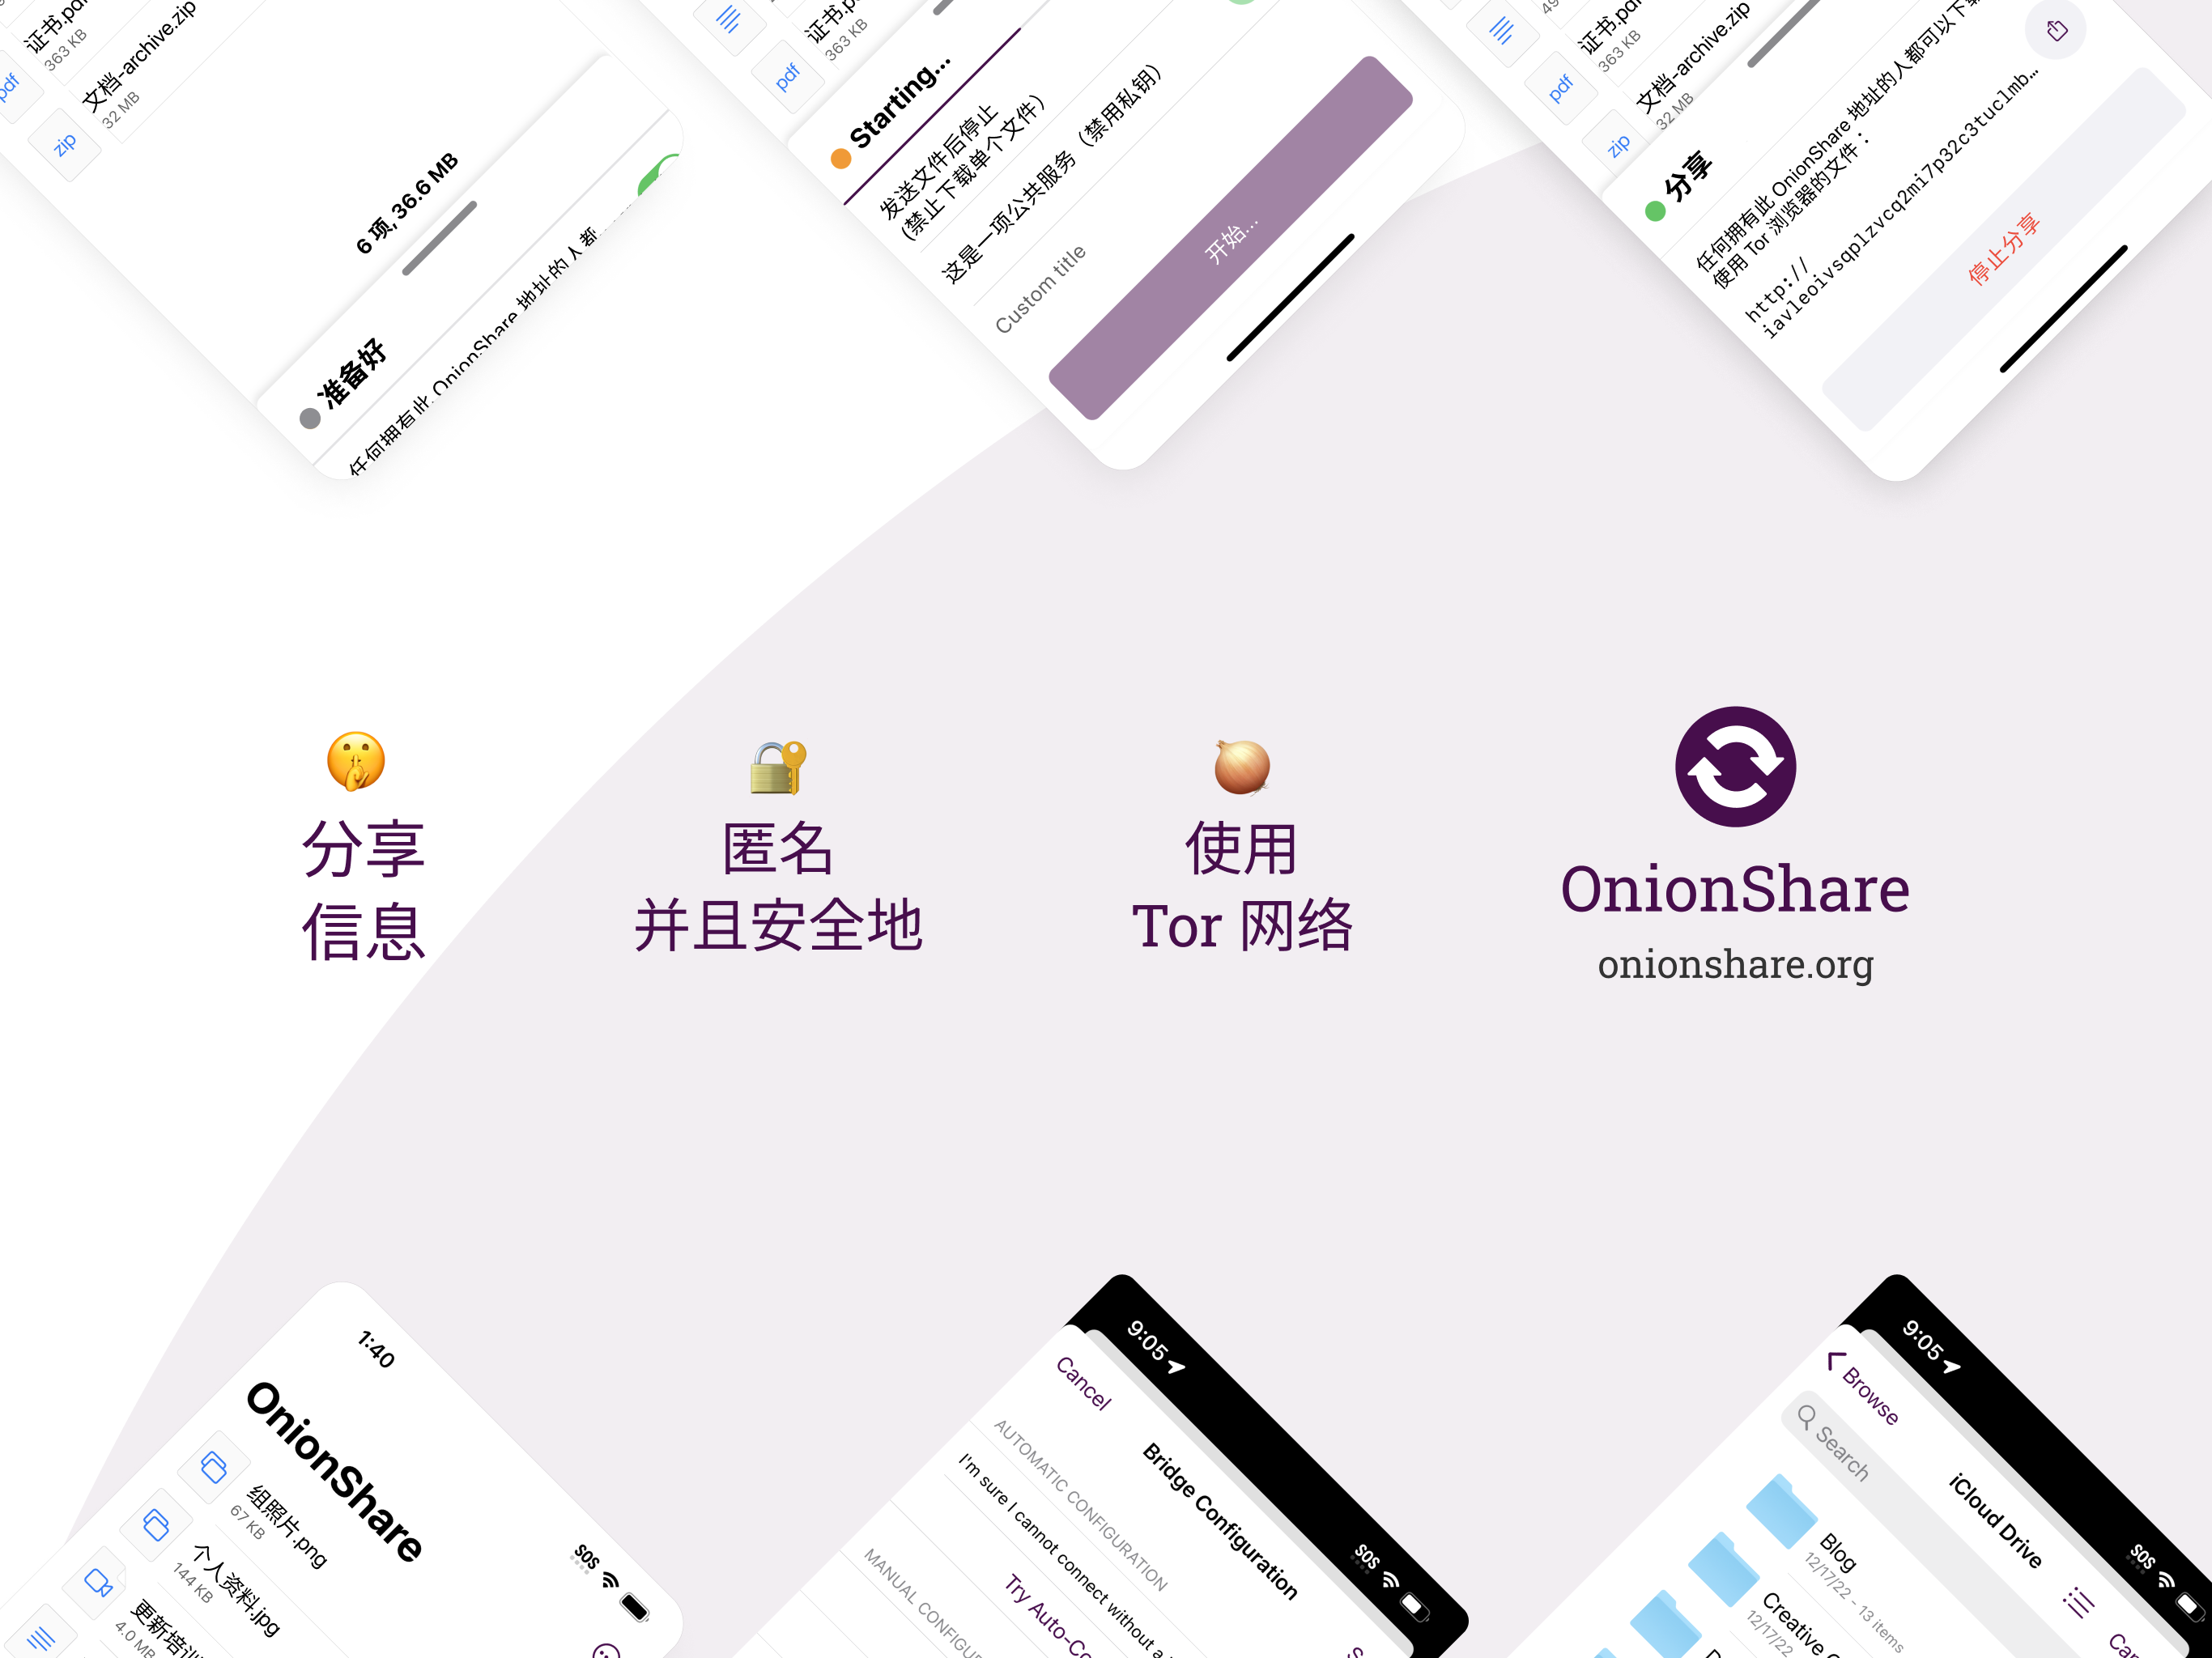 证书.pdf
363 KB
pdf
文档-archive.zip
32 MB
zip
6 项, 36.6 MB
准备好
任何拥有此 OnionShare 地址的人都
证书.p
363 KB
pdf
Starting...
发送文件后停止
(禁止下载单个文件)
这是一项公共服务（禁用私钥）
Custom title
开始...
证书.pdf
363 KB
pdf
文档-archive.zip
32 MB
zip
分享
任何拥有此 OnionShare 地址的人都可以下载
使用 Tor 浏览器的文件：
http://
iavleoivsqplzvcq2mi7p32c3tuclmb…
停止分享
分享
信息
匿名
并且安全地
使用
Tor 网络
OnionShare
onionshare.org
1:40
SOS
OnionShare
组照片.png
67 KB
个人资料.jpg
144 KB
更新培训
4.0 MB
9:05
SOS
Cancel
Bridge Configuration
S
AUTOMATIC CONFIGURATION
I'm sure I cannot connect without a
Try Auto-Co
MANUAL CONFIGU
9:05
SOS
Browse
iCloud Drive
Can
Search
Blog
12/17/22 - 13 items
Creative
12/17/22